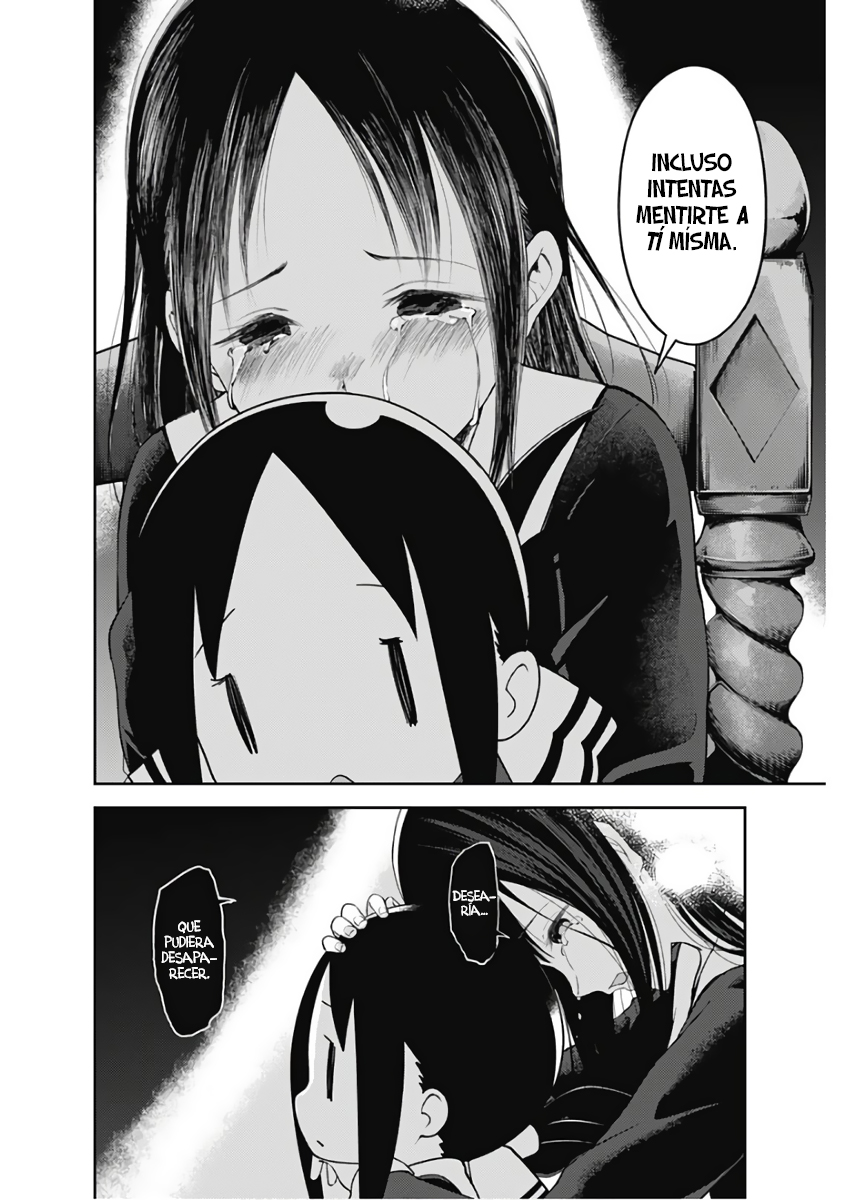 INCLUSO
INTENTAS
MENTIRTE A
TÍ MÍSMA.
DESEA-
RÍA...
QUE
PUDIERA
DESAPA-
RECER.